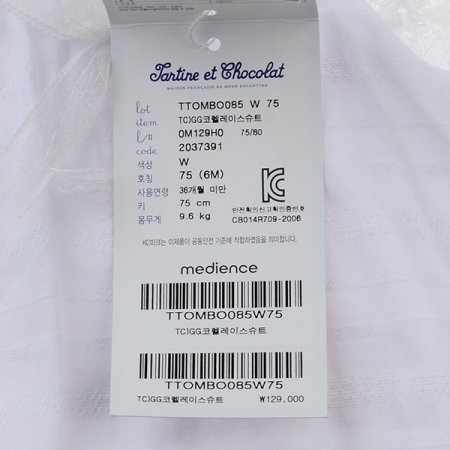 Tartine et Chocolat
MAISON FRANÇAISE DE MODE ENFANTINE
lot TTOMBO085 W 75
item TC)GG코렐레이스슈트
l/# 0M129H0 75/80
code 2037391
색상 W
호칭 75 (6M)
사용연령 36개월 미만
키 75 cm
몸무게 9.6 kg
안전확인신고확인증번호
CB014R709-2006
KC마크는 이제품이 공통안전 기준에 적합하였음을 의미합니다.
medience
TTOMBO085W75
TC)GG코렐레이스슈트
TTOMBO085W75
TC)GG코렐레이스슈트 ₩129,000